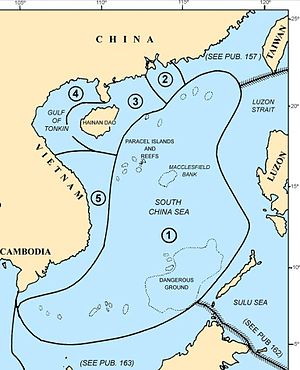 105°
110°
115°
120°
CHINA
TAIWAN
(SEE PUB. 157)
2
4
3
GULF
OF
TONKIN
HAINAN DAO
LUZON
STRAIT
20°
PARACEL ISLANDS
AND
REEFS
MACCLESFIELD
BANK
LUZON
VIETNAM
15°
5
SOUTH
CHINA SEA
1
CAMBODIA
10°
DANGEROUS
GROUND
SULU SEA
(SEE PUB. 162)
5°
(SEE PUB. 163)